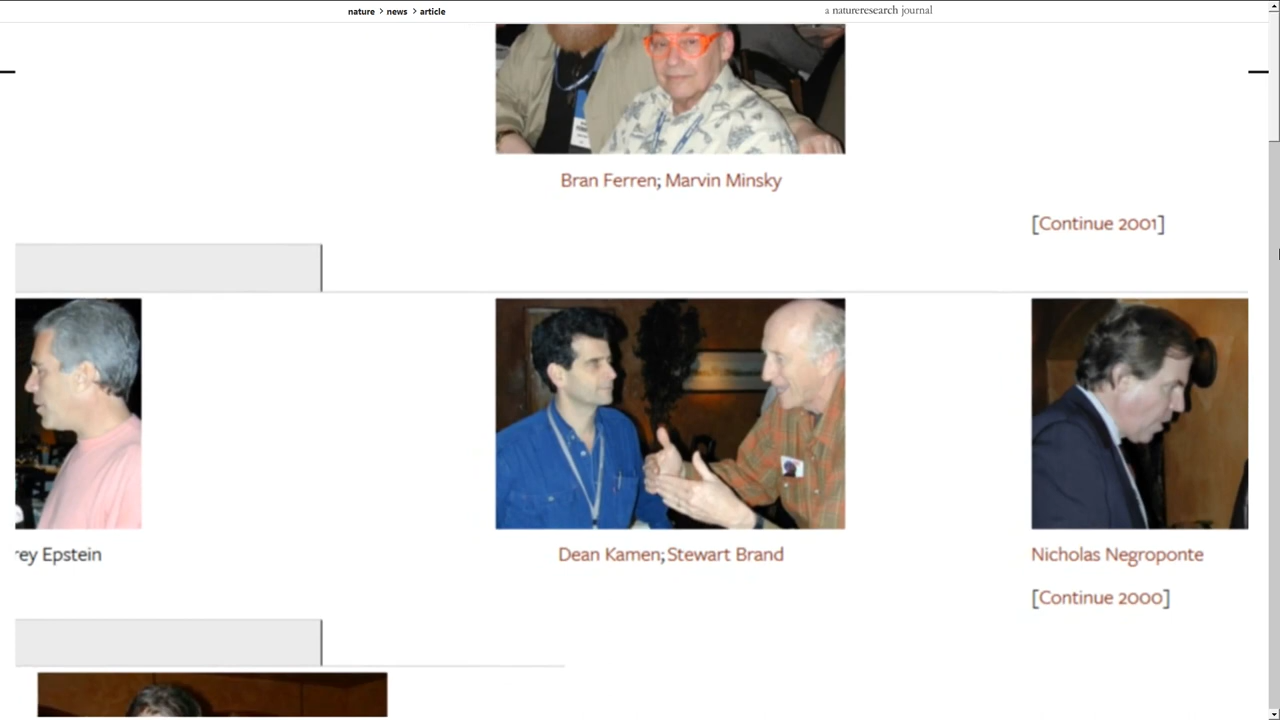 nature > news > article
a natureresearch journal
Bran Ferren; Marvin Minsky
[Continue 2001]
rey Epstein
Dean Kamen; Stewart Brand
Nicholas Negroponte
[Continue 2000]